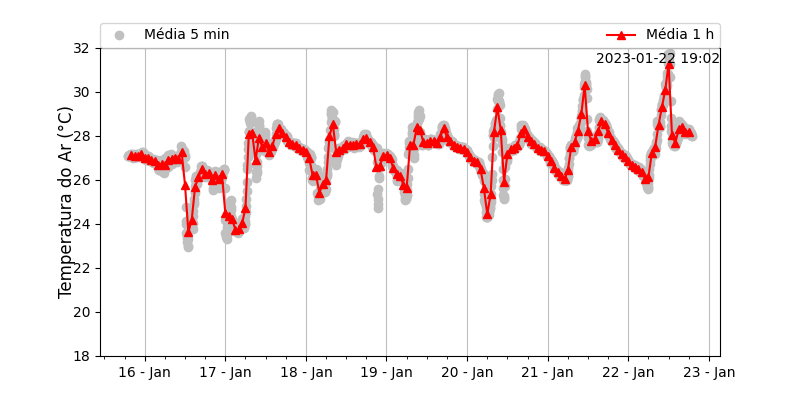 Média 5 min
Média 1 h
2023-01-22 19:02
Temperatura do Ar (°C)
32
30
28
26
24
22
20
18
16 - Jan
17 - Jan
18 - Jan
19 - Jan
20 - Jan
21 - Jan
22 - Jan
23 - Jan